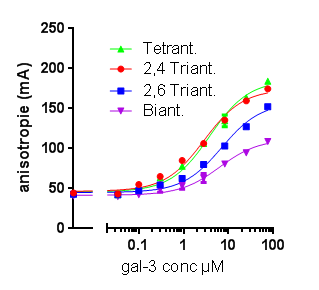 250
200
150
100
50
0
anisotropie (mA)
Tetrant.
2,4 Triant.
2,6 Triant.
Biant.
0.1 1 10 100
gal-3 conc µM